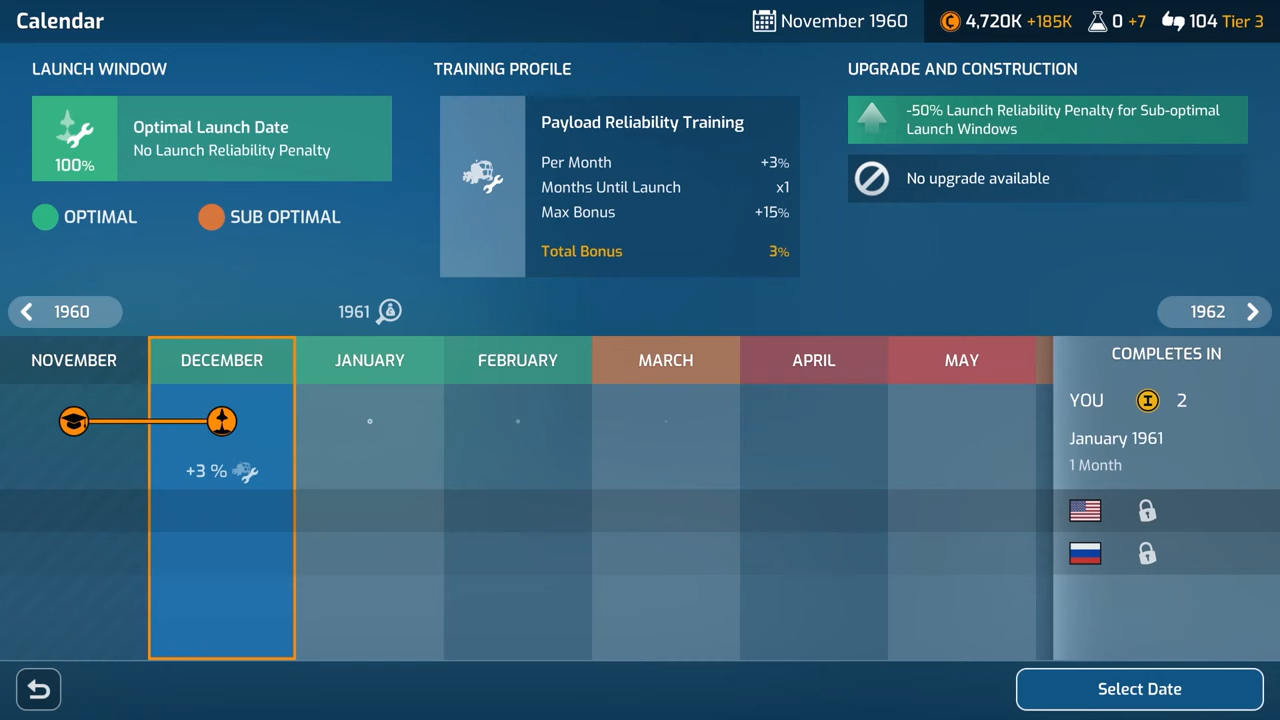 Calendar
November 1960
4,720K +185K
0 +7
104 Tier 3
LAUNCH WINDOW
100%
Optimal Launch Date
No Launch Reliability Penalty
OPTIMAL
SUB OPTIMAL
TRAINING PROFILE
Payload Reliability Training
Per Month +3%
Months Until Launch x1
Max Bonus +15%
Total Bonus 3%
UPGRADE AND CONSTRUCTION
-50% Launch Reliability Penalty for Sub-optimal
Launch Windows
No upgrade available
1960
1961
1962
NOVEMBER
DECEMBER
JANUARY
FEBRUARY
MARCH
APRIL
MAY
+3 %
COMPLETES IN
YOU I 2
January 1961
1 Month
Select Date